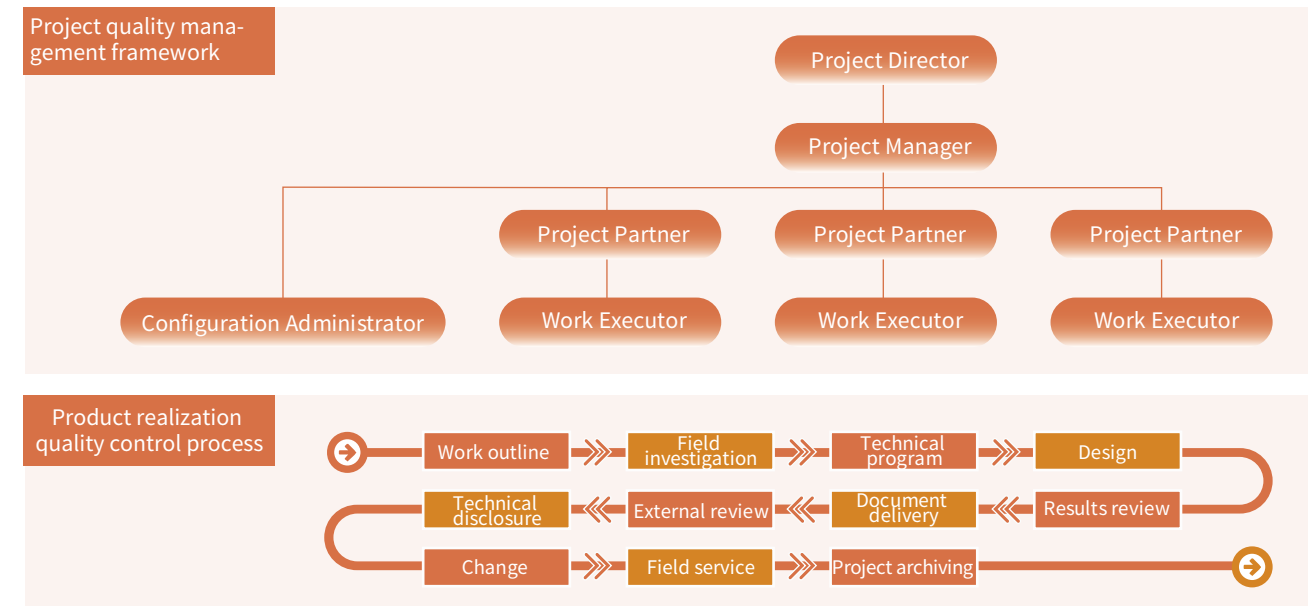 Project quality mana-
gement framework
Project Director
Project Manager
Project Partner
Project Partner
Project Partner
Configuration Administrator
Work Executor
Work Executor
Work Executor
Product realization
quality control process
Work outline
Field
investigation
Technical
program
Design
Technical
disclosure
External review
Document
delivery
Results review
Change
Field service
Project archiving